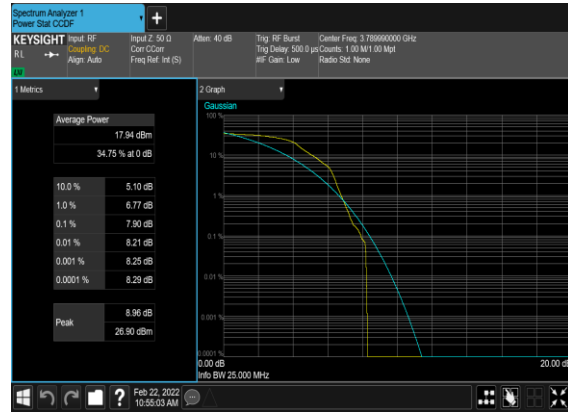 Spectrum Analyzer 1
Power Stat CCDF
KEYSIGHT
RL
Input: RF
Coupling: DC
Align: Auto
Input Z: 50 Ω
Corr CCorr
Freq Ref: Int (S)
Atten: 40 dB
Trig: RF Burst
Trig Delay: 500.0 µs
#IF Gain: Low
Center Freq: 3.789990000 GHz
Counts: 1.00 M/1.00 Mpt
Radio Std: None
1 Metrics
Average Power
17.94 dBm
34.75 % at 0 dB
10.0 % 5.10 dB
1.0 % 6.77 dB
0.1 % 7.90 dB
0.01 % 8.21 dB
0.001 % 8.25 dB
0.0001 % 8.29 dB
Peak
8.96 dB
26.90 dBm
2 Graph
Gaussian
100 %
10 %
1 %
0.1 %
0.01 %
0.001 %
0.0001 %
0.00 dB 20.00 dB
Info BW 25.000 MHz
?
Feb 22, 2022
10:55:03 AM